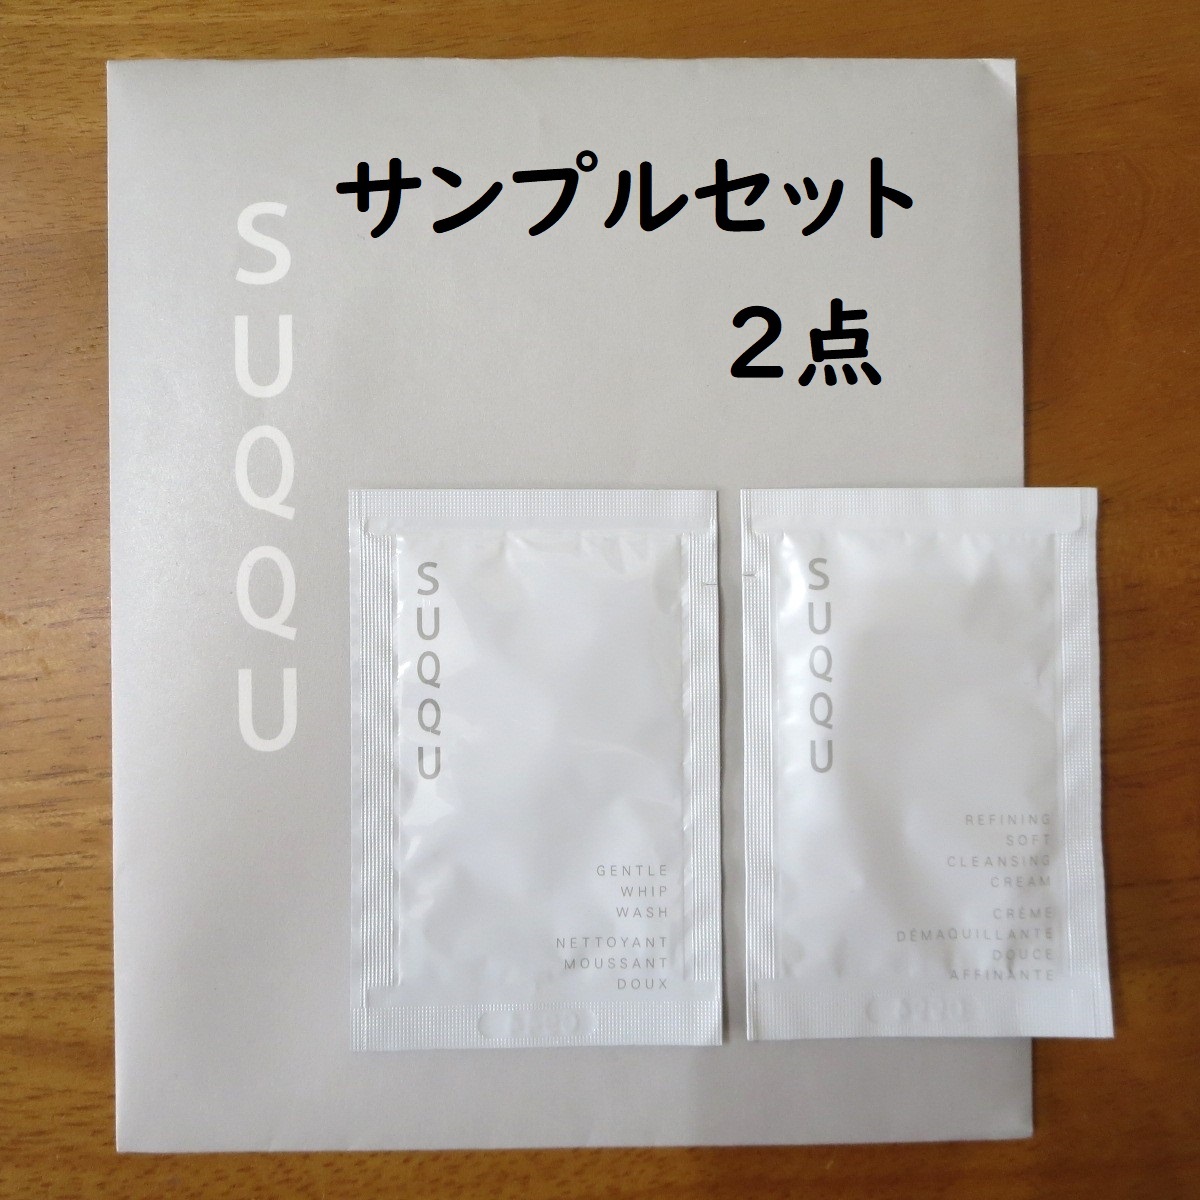 サンプルセット
2点
SUQQU
SUQQU
GENTLE
WHIP
WASH
NETTOYANT
MOUSSANT
DOUX
SUQQU
REFINING
SOFT
CLEANSING
CREAM
CRÈME
DÉMAQUILLANTE
DOUCE
AFFINANTE